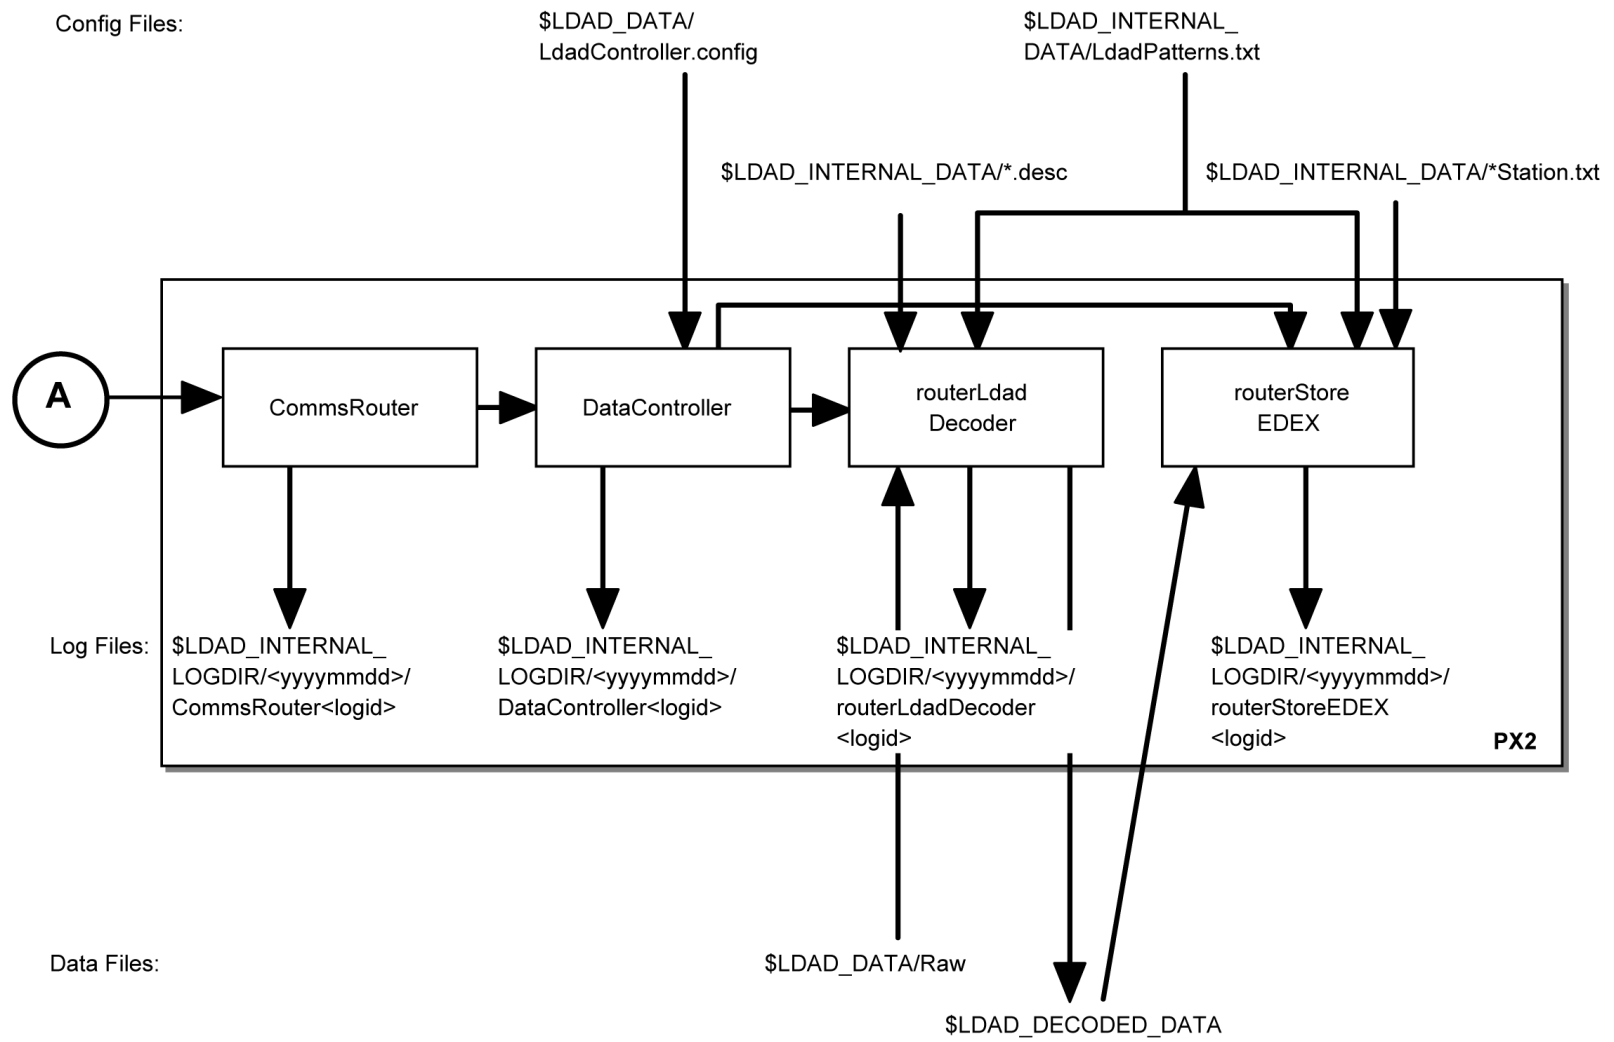 Config Files:
$LDAD_DATA/
LdadController.config
$LDAD_INTERNAL_
DATA/LdadPatterns.txt
$LDAD_INTERNAL_DATA/*.desc
$LDAD_INTERNAL_DATA/*Station.txt
A
CommsRouter
DataController
routerLdad
Decoder
routerStore
EDEX
Log Files:
$LDAD_INTERNAL_
LOGDIR/<yyyymmdd>/
CommsRouter<logid>
$LDAD_INTERNAL_
LOGDIR/<yyyymmdd>/
DataController<logid>
$LDAD_INTERNAL_
LOGDIR/<yyyymmdd>/
routerLdadDecoder
<logid>
$LDAD_INTERNAL_
LOGDIR/<yyyymmdd>/
routerStoreEDEX
<logid>
PX2
Data Files:
$LDAD_DATA/Raw
$LDAD_DECODED_DATA